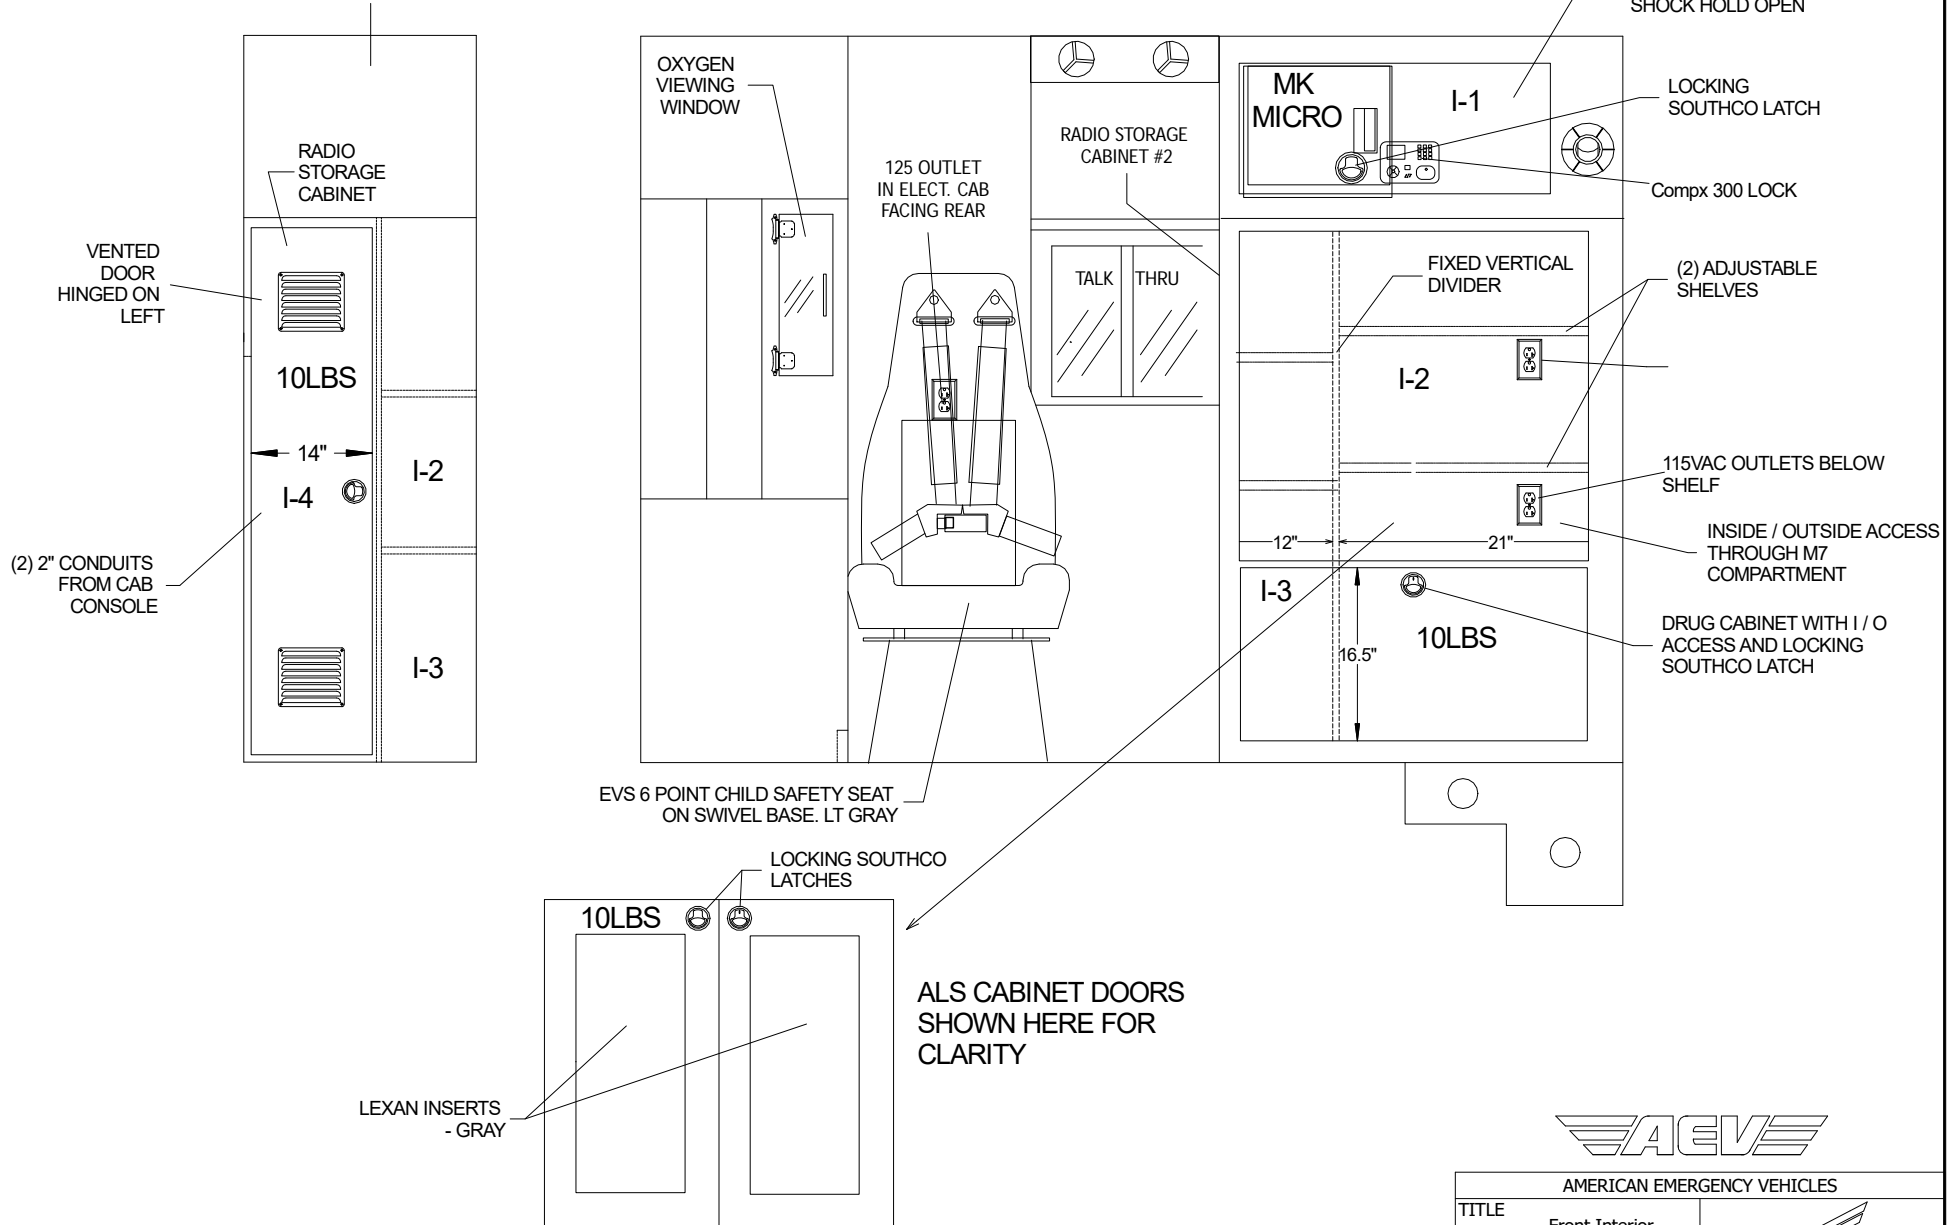 SHOCK HOLD OPEN
OXYGEN
VIEWING
WINDOW
MK
MICRO
I-1
LOCKING
SOUTHCO LATCH
RADIO
STORAGE
CABINET
125 OUTLET
IN ELECT. CAB
FACING REAR
RADIO STORAGE
CABINET #2
Compx 300 LOCK
VENTED
DOOR
HINGED ON
LEFT
TALK THRU
FIXED VERTICAL
DIVIDER
(2) ADJUSTABLE
SHELVES
10LBS
I-2
14"
I-4
I-2
115VAC OUTLETS BELOW
SHELF
12"
21"
INSIDE / OUTSIDE ACCESS
THROUGH M7
COMPARTMENT
(2) 2" CONDUITS
FROM CAB
CONSOLE
I-3
I-3
10LBS
16.5"
DRUG CABINET WITH I / O
ACCESS AND LOCKING
SOUTHCO LATCH
EVS 6 POINT CHILD SAFETY SEAT
ON SWIVEL BASE. LT GRAY
LOCKING SOUTHCO
LATCHES
10LBS
ALS CABINET DOORS
SHOWN HERE FOR
CLARITY
LEXAN INSERTS
- GRAY
AEV
AMERICAN EMERGENCY VEHICLES
TITLE
Front Interior